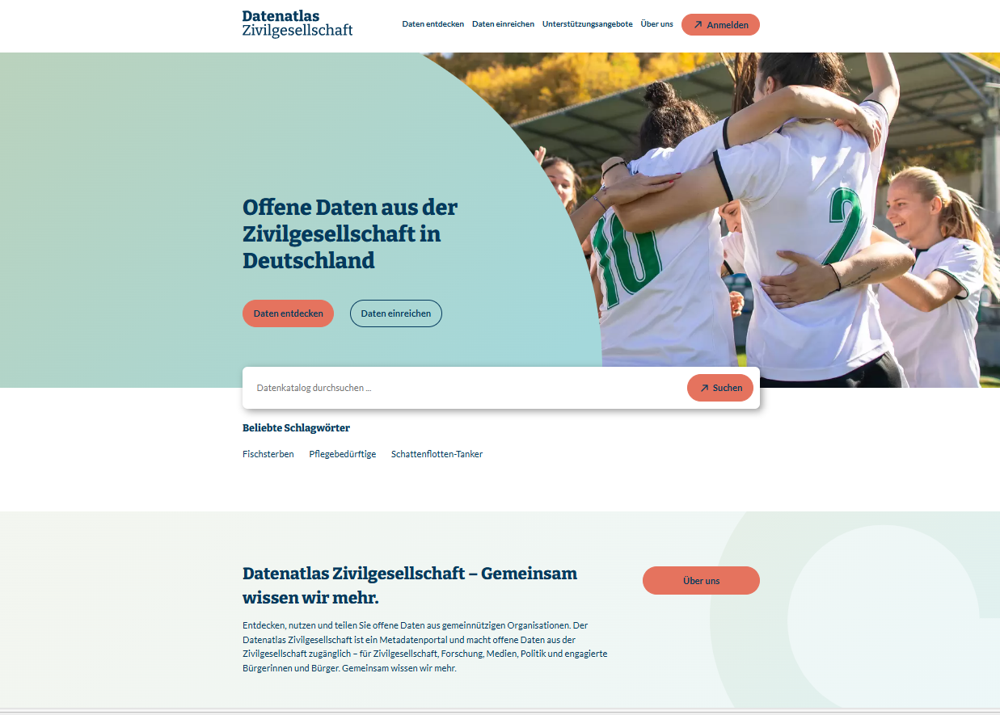 Datenatlas
Zivilgesellschaft
Daten entdecken Daten einreichen Unterstützungsangebote Über uns Anmelden
10
2
Offene Daten aus der
Zivilgesellschaft in
Deutschland
Daten entdecken Daten einreichen
Datenkatalog durchsuchen ... Suchen
Beliebte Schlagwörter
Fischsterben Pflegebedürftige Schattenflotten-Tanker
Datenatlas Zivilgesellschaft – Gemeinsam
wissen wir mehr.
Über uns
Entdecken, nutzen und teilen Sie offene Daten aus gemeinnützigen Organisationen. Der
Datenatlas Zivilgesellschaft ist ein Metadatenportal und macht offene Daten aus der
Zivilgesellschaft zugänglich – für Zivilgesellschaft, Forschung, Medien, Politik und engagierte
Bürgerinnen und Bürger. Gemeinsam wissen wir mehr.